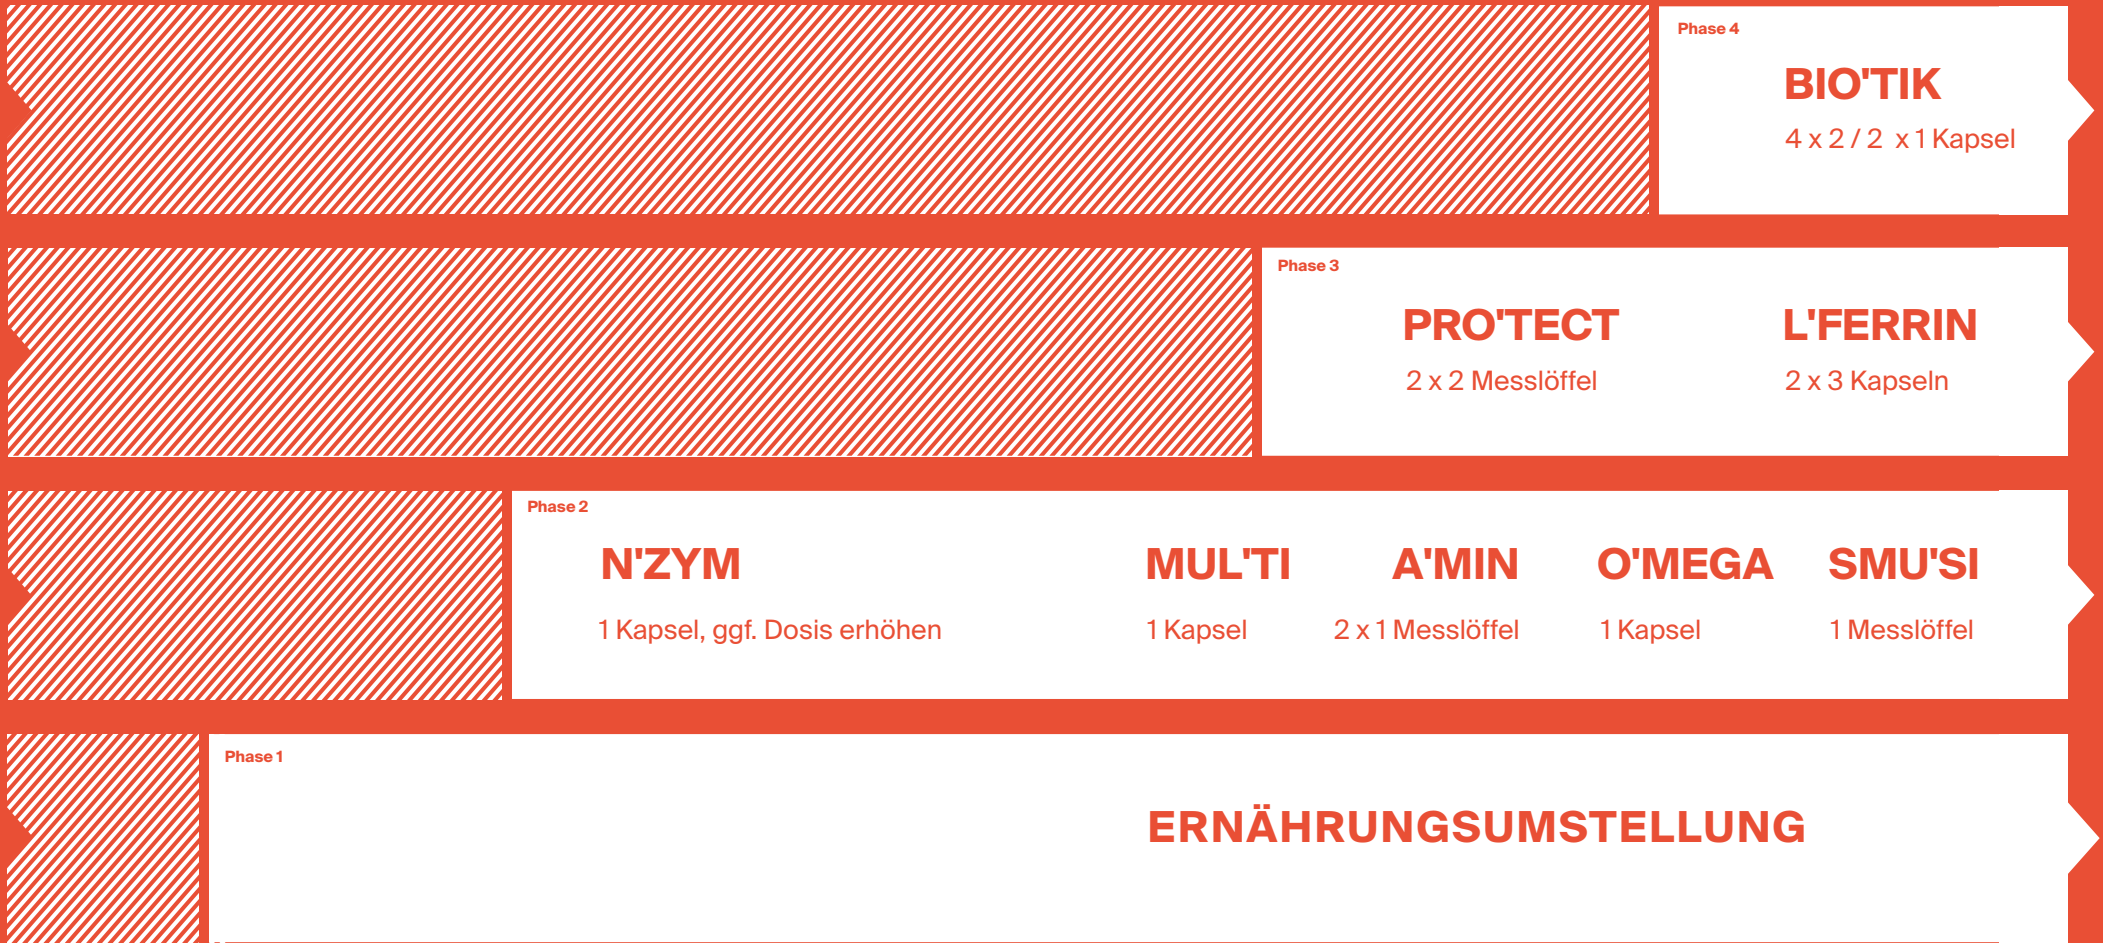 Phase 4
BIO'TIK
4 x 2 / 2 x 1 Kapsel
Phase 3
PRO'TECT L'FERRIN
2 x 2 Messlöffel 2 x 3 Kapseln
Phase 2
N'ZYM MUL'TI A'MIN O'MEGA SMU'SI
1 Kapsel, ggf. Dosis erhöhen 1 Kapsel 2 x 1 Messlöffel 1 Kapsel 1 Messlöffel
Phase 1
ERNÄHRUNGSUMSTELLUNG